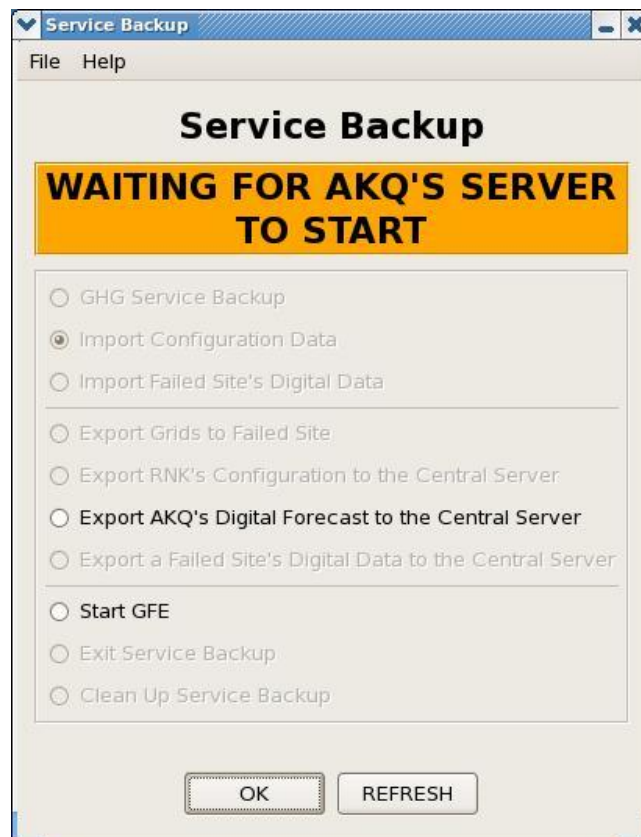 Service Backup
File Help
Service Backup
WAITING FOR AKQ'S SERVER
TO START
GHG Service Backup
Import Configuration Data
Import Failed Site's Digital Data
Export Grids to Failed Site
Export RNK's Configuration to the Central Server
Export AKQ's Digital Forecast to the Central Server
Export a Failed Site's Digital Data to the Central Server
Start GFE
Exit Service Backup
Clean Up Service Backup
OK REFRESH